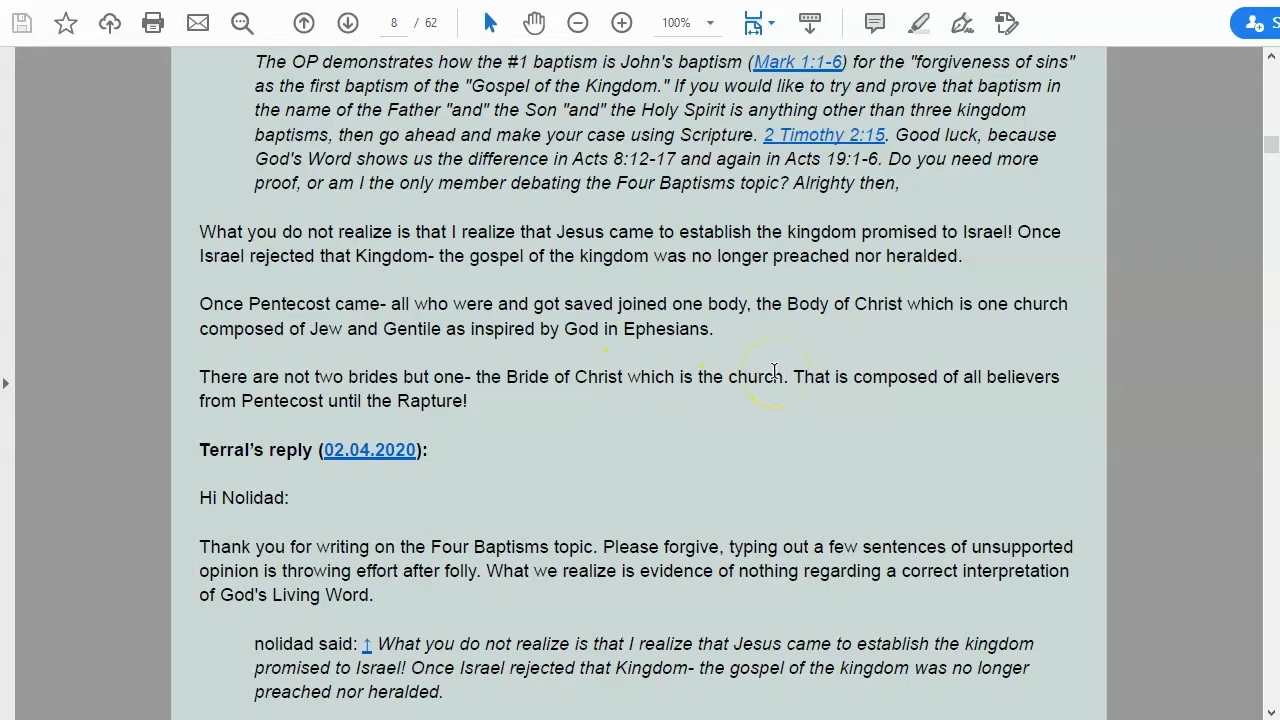 8 / 62
100%
S
The OP demonstrates how the #1 baptism is John's baptism (Mark 1:1-6) for the "forgiveness of sins"
as the first baptism of the "Gospel of the Kingdom." If you would like to try and prove that baptism in
the name of the Father "and" the Son "and" the Holy Spirit is anything other than three kingdom
baptisms, then go ahead and make your case using Scripture. 2 Timothy 2:15. Good luck, because
God's Word shows us the difference in Acts 8:12-17 and again in Acts 19:1-6. Do you need more
proof, or am I the only member debating the Four Baptisms topic? Alrighty then,
What you do not realize is that I realize that Jesus came to establish the kingdom promised to Israel! Once
Israel rejected that Kingdom- the gospel of the kingdom was no longer preached nor heralded.
Once Pentecost came- all who were and got saved joined one body, the Body of Christ which is one church
composed of Jew and Gentile as inspired by God in Ephesians.
There are not two brides but one- the Bride of Christ which is the church. That is composed of all believers
from Pentecost until the Rapture!
Terral’s reply (02.04.2020):
Hi Nolidad:
Thank you for writing on the Four Baptisms topic. Please forgive, typing out a few sentences of unsupported
opinion is throwing effort after folly. What we realize is evidence of nothing regarding a correct interpretation
of God's Living Word.
nolidad said: ↑ What you do not realize is that I realize that Jesus came to establish the kingdom
promised to Israel! Once Israel rejected that Kingdom- the gospel of the kingdom was no longer
preached nor heralded.